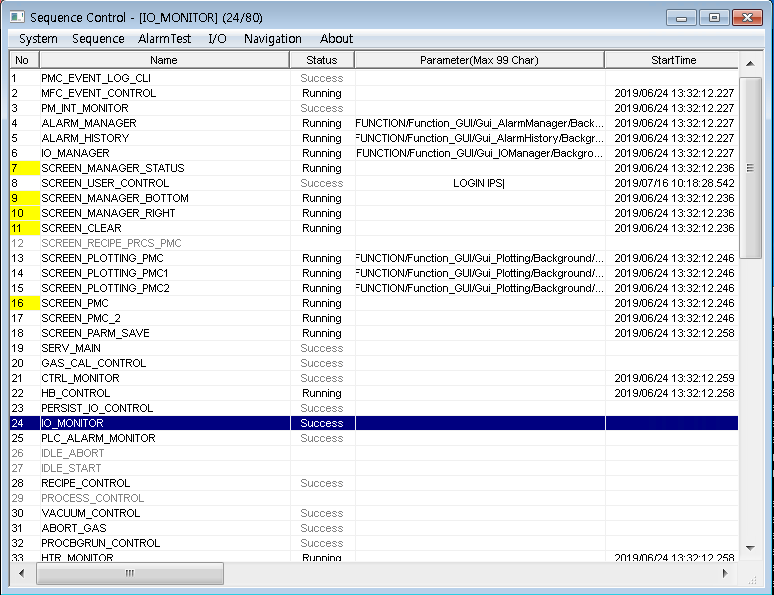 Sequence Control - [IO_MONITOR] (24/80)
System Sequence AlarmTest I/O Navigation About
No Name Status Parameter(Max 99 Char) StartTime
1 PMC_EVENT_LOG_CLI Success
2 MFC_EVENT_CONTROL Running 2019/06/24 13:32:12.227
3 PM_INT_MONITOR Success 2019/06/24 13:32:12.227
4 ALARM_MANAGER Running FUNCTION/Function_GUI/Gui_AlarmManager/Back... 2019/06/24 13:32:12.227
5 ALARM_HISTORY Running FUNCTION/Function_GUI/Gui_AlarmHistory/Backgr... 2019/06/24 13:32:12.227
6 IO_MANAGER Running FUNCTION/Function_GUI/Gui_IOManager/Backgro... 2019/06/24 13:32:12.227
7 SCREEN_MANAGER_STATUS Running 2019/06/24 13:32:12.236
8 SCREEN_USER_CONTROL Success LOGIN IPS| 2019/07/16 10:18:28.542
9 SCREEN_MANAGER_BOTTOM Running 2019/06/24 13:32:12.236
10 SCREEN_MANAGER_RIGHT Running 2019/06/24 13:32:12.236
11 SCREEN_CLEAR Running 2019/06/24 13:32:12.236
12 SCREEN_RECIPE_PRCS_PMC
13 SCREEN_PLOTTING_PMC Running FUNCTION/Function_GUI/Gui_Plotting/Background/... 2019/06/24 13:32:12.246
14 SCREEN_PLOTTING_PMC1 Running FUNCTION/Function_GUI/Gui_Plotting/Background/... 2019/06/24 13:32:12.246
15 SCREEN_PLOTTING_PMC2 Running FUNCTION/Function_GUI/Gui_Plotting/Background/... 2019/06/24 13:32:12.246
16 SCREEN_PMC Running 2019/06/24 13:32:12.246
17 SCREEN_PMC_2 Running 2019/06/24 13:32:12.246
18 SCREEN_PARM_SAVE Running 2019/06/24 13:32:12.258
19 SERV_MAIN Success
20 GAS_CAL_CONTROL Success
21 CTRL_MONITOR Success 2019/06/24 13:32:12.259
22 HB_CONTROL Running 2019/06/24 13:32:12.258
23 PERSIST_IO_CONTROL Success
24 IO_MONITOR Success
25 PLC_ALARM_MONITOR Success
26 IDLE_ABORT
27 IDLE_START
28 RECIPE_CONTROL Success
29 PROCESS_CONTROL
30 VACUUM_CONTROL Success
31 ABORT_GAS Success
32 PROCBGRUN_CONTROL Success
33 HTR_MONITOR Running 2019/06/24 13:32:12.258